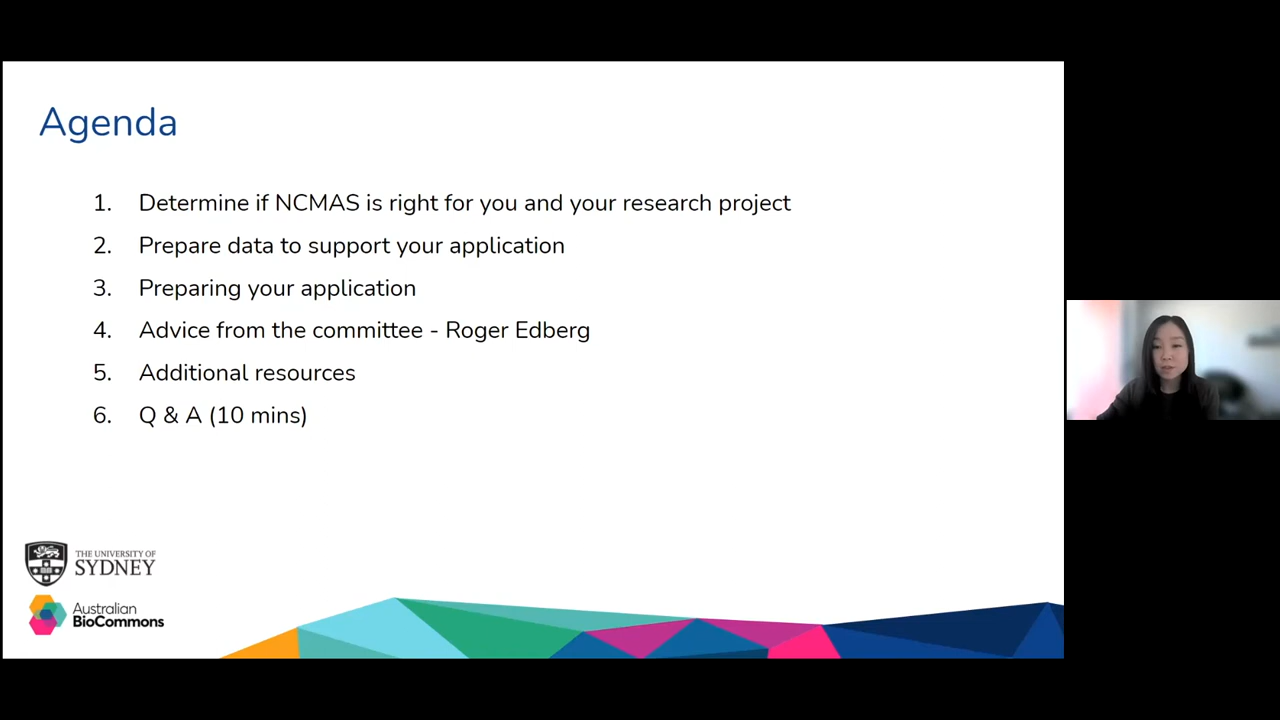 Agenda
1. Determine if NCMAS is right for you and your research project
2. Prepare data to support your application
3. Preparing your application
4. Advice from the committee - Roger Edberg
5. Additional resources
6. Q & A (10 mins)
THE UNIVERSITY OF
SYDNEY
Australian
BioCommons